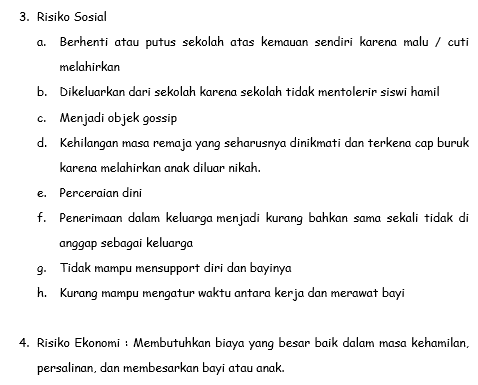 3. Risiko Sosial
a. Berhenti atau putus sekolah atas kemauan sendiri karena malu / cuti
melahirkan
b. Dikeluarkan dari sekolah karena sekolah tidak mentolerir siswi hamil
c. Menjadi objek gossip
d. Kehilangan masa remaja yang seharusnya dinikmati dan terkena cap buruk
karena melahirkan anak diluar nikah.
e. Perceraian dini
f. Penerimaan dalam keluarga menjadi kurang bahkan sama sekali tidak di
anggap sebagai keluarga
g. Tidak mampu mensupport diri dan bayinya
h. Kurang mampu mengatur waktu antara kerja dan merawat bayi
4. Risiko Ekonomi : Membutuhkan biaya yang besar baik dalam masa kehamilan,
persalinan, dan membesarkan bayi atau anak.